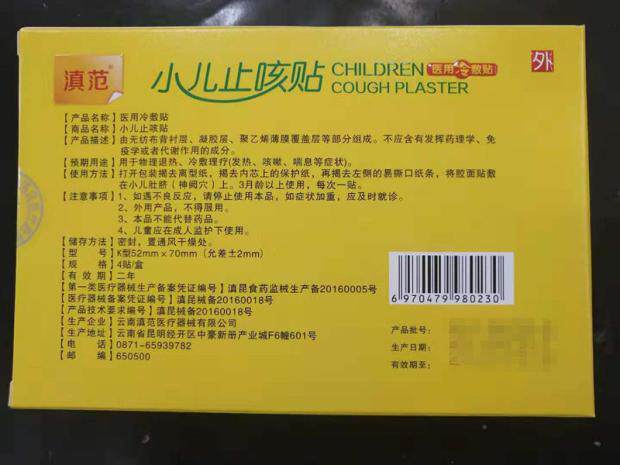 滇范
小儿止咳贴 CHILDREN 医用冷敷贴
COUGH PLASTER
外
【产品名称】医用冷敷贴
【商品名称】小儿止咳贴
【产品描述】由无纺布背衬层、凝胶层、聚乙烯薄膜覆盖层等部分组成。不应含有发挥药理学、免
疫学或者代谢作用的成分。
【预期用途】用于物理退热、冷敷理疗(发热、咳嗽、喘息等症状)。
【使用方法】打开包装揭去离型纸，揭去内芯上的保护纸，再揭去左侧的易撕口纸条，将胶面贴敷
在小儿肚脐（神阙穴）上。3月龄以上使用，每次一贴。
【注意事项】1、如遇不良反应，请停止使用本品，如症状加重，应及时就诊。
2、外用产品，不得服用。
3、本品不能代替药品。
4、儿童应在成人监护下使用。
【储存方法】密封，置通风干燥处。
【型 号】K型52mm×70mm(允差±2mm)
【规 格】4贴/盒
【有 效 期】二年
【第一类医疗器械生产备案凭证编号】滇昆食药监械生产备20160005号
【医疗器械备案凭证编号】滇昆械备20160018号
【产品技术要求编号】滇昆械备20160018号
【生产企业】云南滇范医疗器械有限公司
【生产地址】云南省昆明经开区中豪新册产业城F6幢601号
【电 话】0871-65939782
【邮 编】650500
6 970479 980230
产品批号:
生产日期:
有效期至: